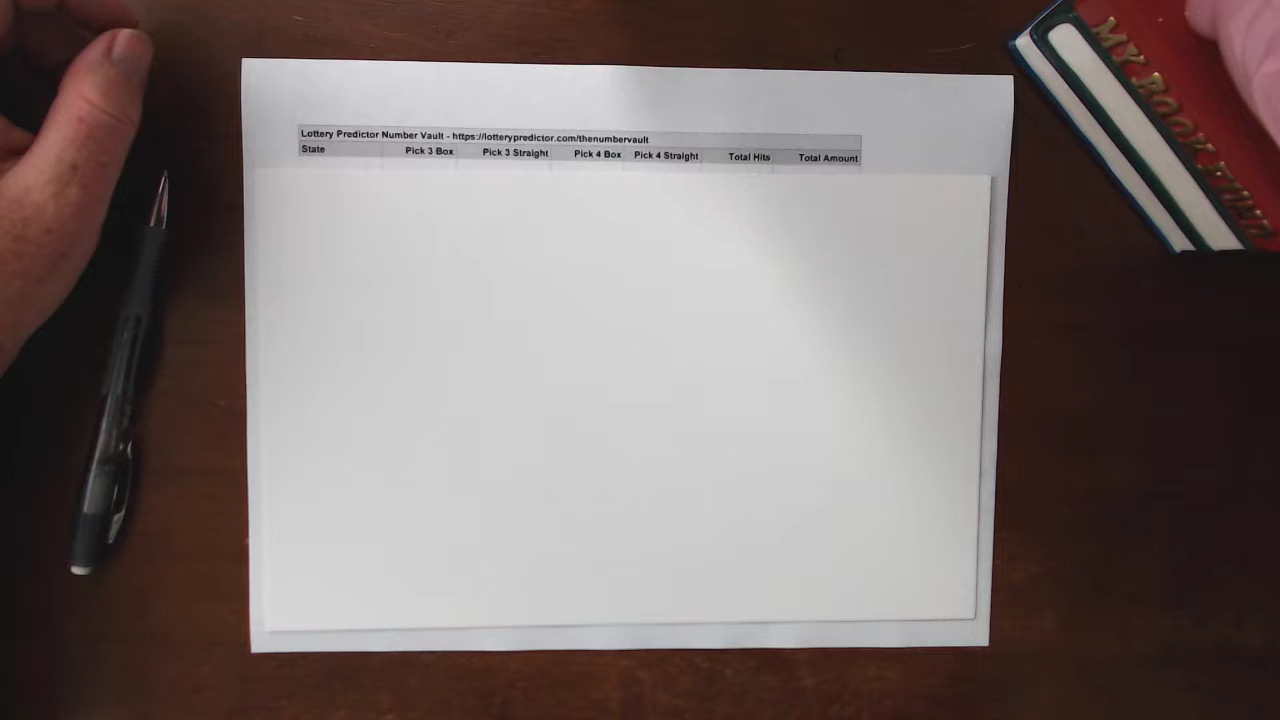 Lottery Predictor Number Vault - https://lotterypredictor.com/thenumbervault
State Pick 3 Box Pick 3 Straight Pick 4 Box Pick 4 Straight Total Hits Total Amount
MY BOOK FUND